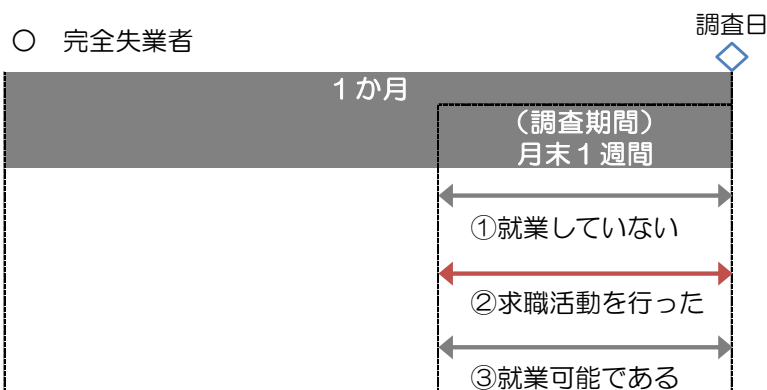 調査日
○　完全失業者
１か月
（調査期間）
月末１週間
①就業していない
②求職活動を行った
③就業可能である